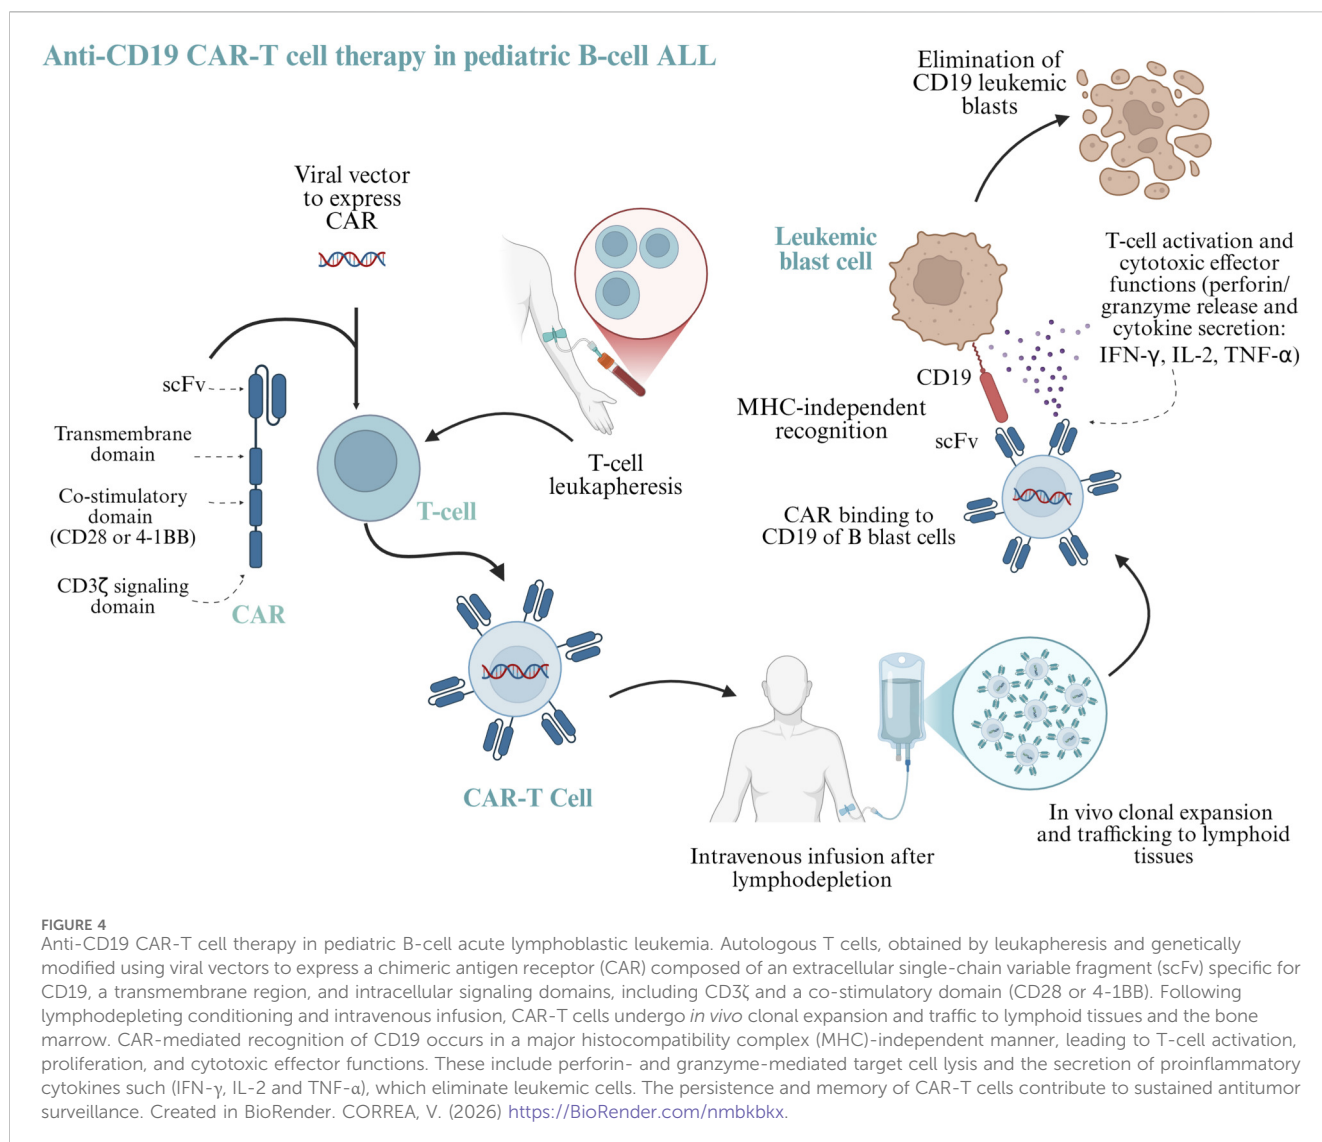 Anti-CD19 CAR-T cell therapy in pediatric B-cell ALL
Elimination of
CD19 leukemic
blasts
Viral vector
to express
CAR
Leukemic
blast cell
T-cell activation and
cytotoxic effector
functions (perforin/
granzyme release and
cytokine secretion:
IFN-γ, IL-2, TNF-α)
scFv
CD19
MHC-independent
recognition
scFv
Transmembrane
domain
T-cell
leukapheresis
Co-stimulatory
domain
(CD28 or 4-1BB)
T-cell
CAR binding to
CD19 of B blast cells
CD3ζ signaling
domain
CAR
CAR-T Cell
In vivo clonal expansion
and trafficking to lymphoid
tissues
Intravenous infusion after
lymphodepletion
FIGURE 4
Anti-CD19 CAR-T cell therapy in pediatric B-cell acute lymphoblastic leukemia. Autologous T cells, obtained by leukapheresis and genetically
modified using viral vectors to express a chimeric antigen receptor (CAR) composed of an extracellular single-chain variable fragment (scFv) specific for
CD19, a transmembrane region, and intracellular signaling domains, including CD3ζ and a co-stimulatory domain (CD28 or 4-1BB). Following
lymphodepleting conditioning and intravenous infusion, CAR-T cells undergo in vivo clonal expansion and traffic to lymphoid tissues and the bone
marrow. CAR-mediated recognition of CD19 occurs in a major histocompatibility complex (MHC)-independent manner, leading to T-cell activation,
proliferation, and cytotoxic effector functions. These include perforin- and granzyme-mediated target cell lysis and the secretion of proinflammatory
cytokines such (IFN-γ, IL-2 and TNF-α), which eliminate leukemic cells. The persistence and memory of CAR-T cells contribute to sustained antitumor
surveillance. Created in BioRender. CORREA, V. (2026) https://BioRender.com/nmbkbkx.